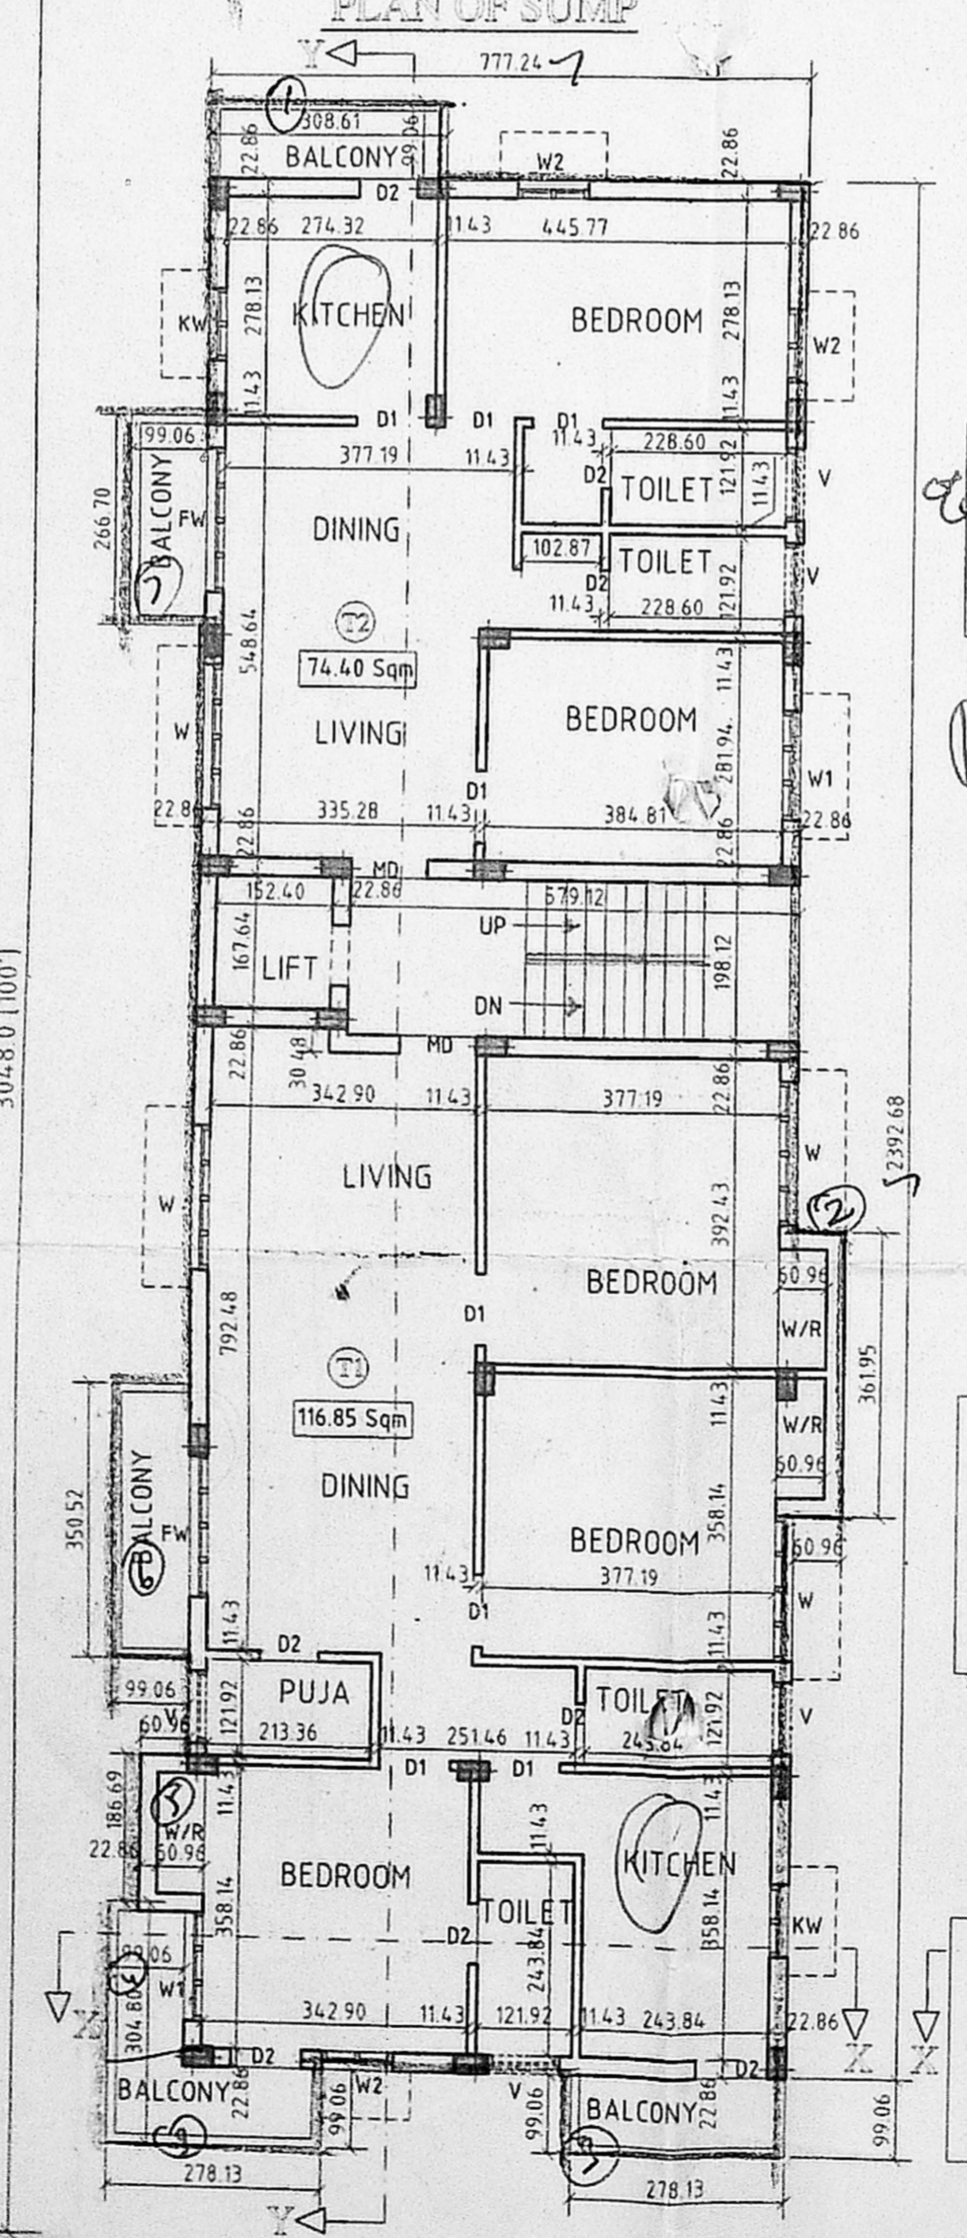 PLAN OF SUMP
Y
777.24
1
308.61
99.06
22.86
BALCONY
W2
22.86
D2
22.86 274.32 11.43 445.77 22.86
278.13
KITCHEN
BEDROOM
278.13
KW
W2
11.43
11.43
D1 D1 D1
99.06
11.43
228.60
377.19 11.43
D2
TOILET
121.92
11.43
V
266.70
BALCONY
FW
DINING
102.87
TOILET
V
D2
7
11.43 228.60
121.92
T2
548.64
74.40 Sqm
11.43
LIVING
BEDROOM
W
281.94
D1
W1
22.86 335.28 11.43 384.81 22.86
22.86
22.86
MD
152.40 22.86 579.12
UP
167.64
LIFT
198.12
DN
3048.0 (100')
MD
22.86
30.48
22.86
342.90 11.43 377.19
2392.68
LIVING
W
W
392.43
2
BEDROOM
60.96
D1
W/R
792.48
T1
361.95
116.85 Sqm
11.43
W/R
60.96
DINING
350.52
BALCONY
FW
6
BEDROOM
358.14
60.96
11.43 377.19
W
D1
11.43
D2
11.43
99.06
PUJA
TOILET
V
60.96
121.92
D2
121.92
V
213.36 11.43 251.46 11.43 243.84
D1 D1
186.69
5
11.43
11.43
11.43
W/R
22.86 60.96
BEDROOM
KITCHEN
358.14
TOILET
358.14
KW
D2
99.06
243.84
W1
304.80
X
342.90 11.43 121.92 11.43 243.84 22.86
X X
D2
W2
V
D2
BALCONY
22.86
99.06
99.06
BALCONY
22.86
99.06
278.13
278.13
Y